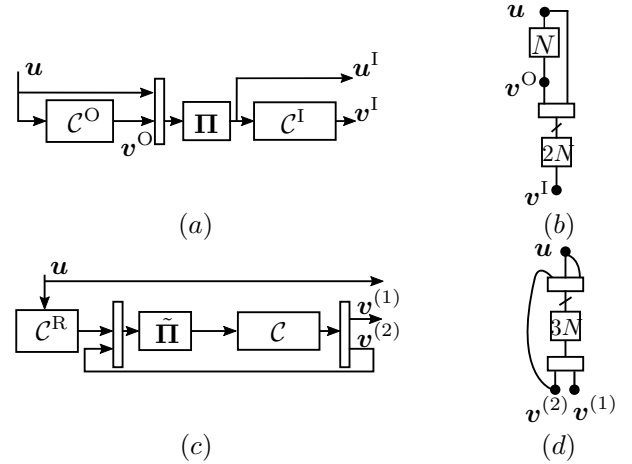 u
C^O
v^O
Π
u^I
C^I
v^I
(a)
u
N
v^O
2N
v^I
(b)
u
C^R
Π̃
C
v^(1)
v^(2)
(c)
u
3N
v^(2) v^(1)
(d)